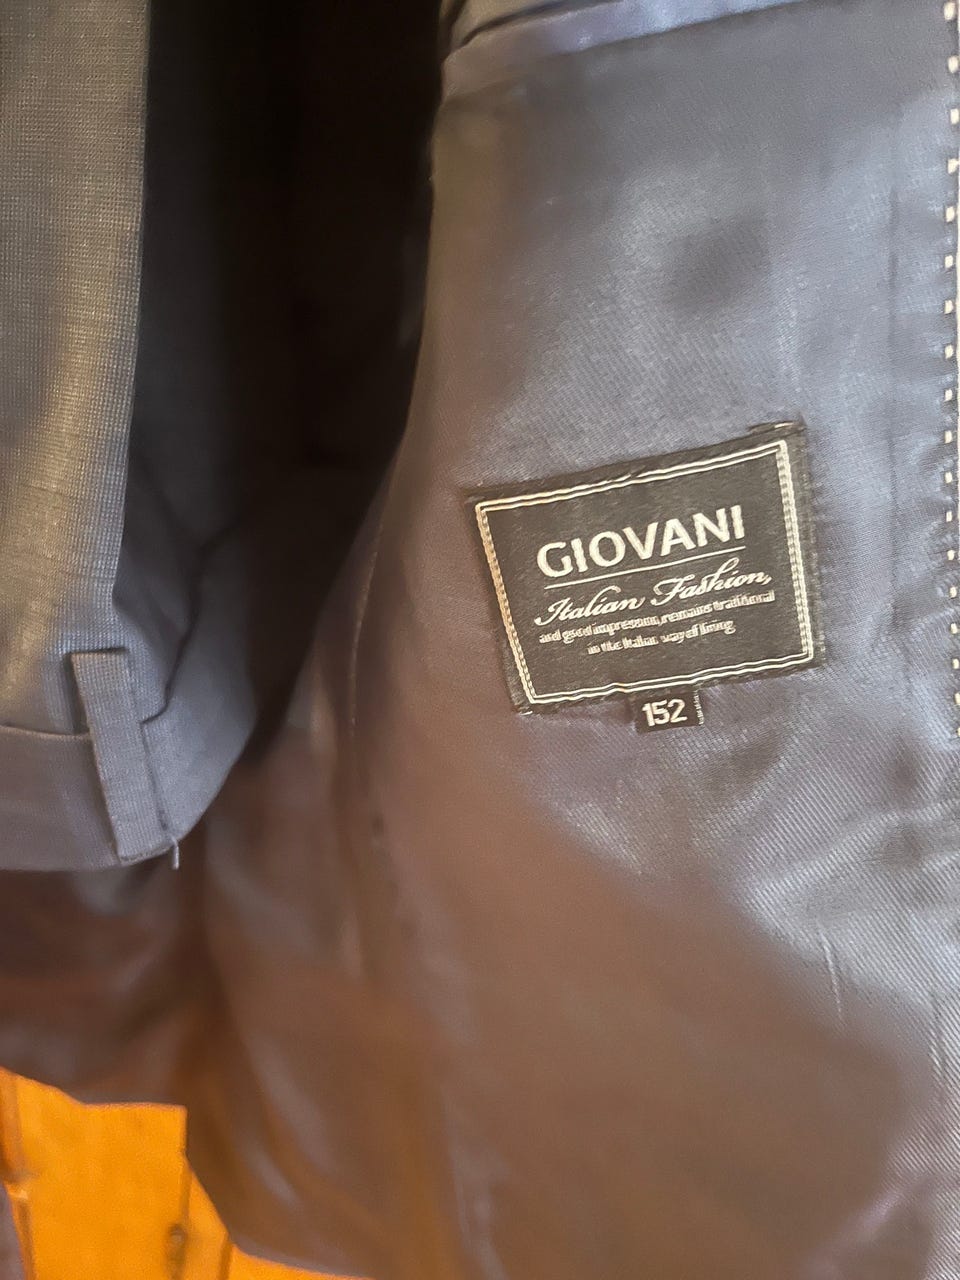 GIOVANI
Italian Fashion,
and good impression, remains traditional
in the Italian way of living
152